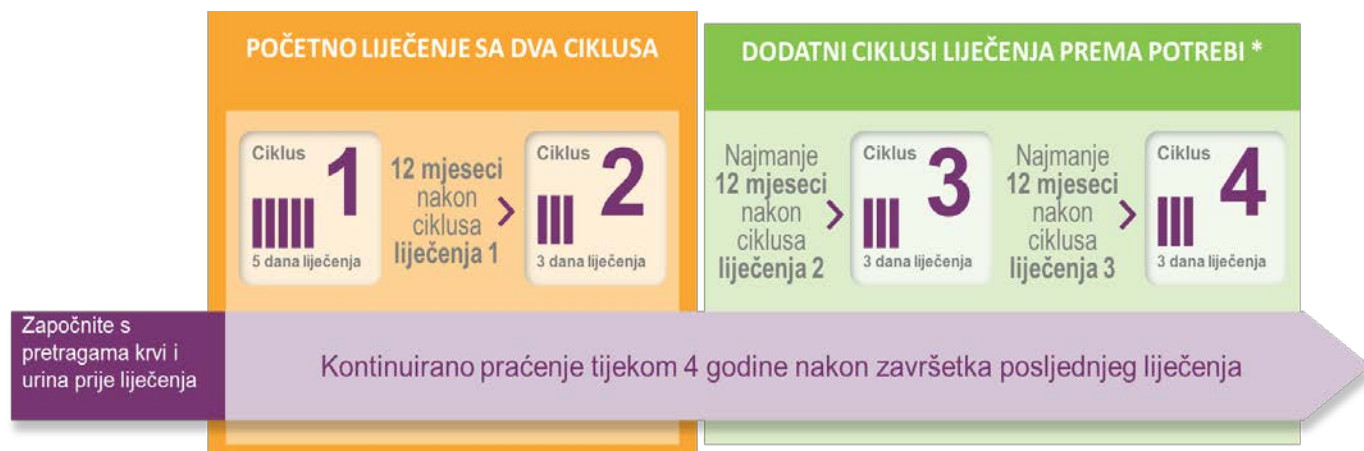 POČETNO LIJEČENJE SA DVA CIKLUSA
Ciklus
1
5 dana liječenja
12 mjeseci
nakon
ciklusa
liječenja 1
>
Ciklus
2
3 dana liječenja
DODATNI CIKLUSI LIJEČENJA PREMA POTREBI *
Najmanje
12 mjeseci
nakon
ciklusa
liječenja 2
>
Ciklus
3
3 dana liječenja
Najmanje
12 mjeseci
nakon
ciklusa
liječenja 3
>
Ciklus
4
3 dana liječenja
Započnite s
pretragama krvi i
urina prije liječenja
Kontinuirano praćenje tijekom 4 godine nakon završetka posljednjeg liječenja